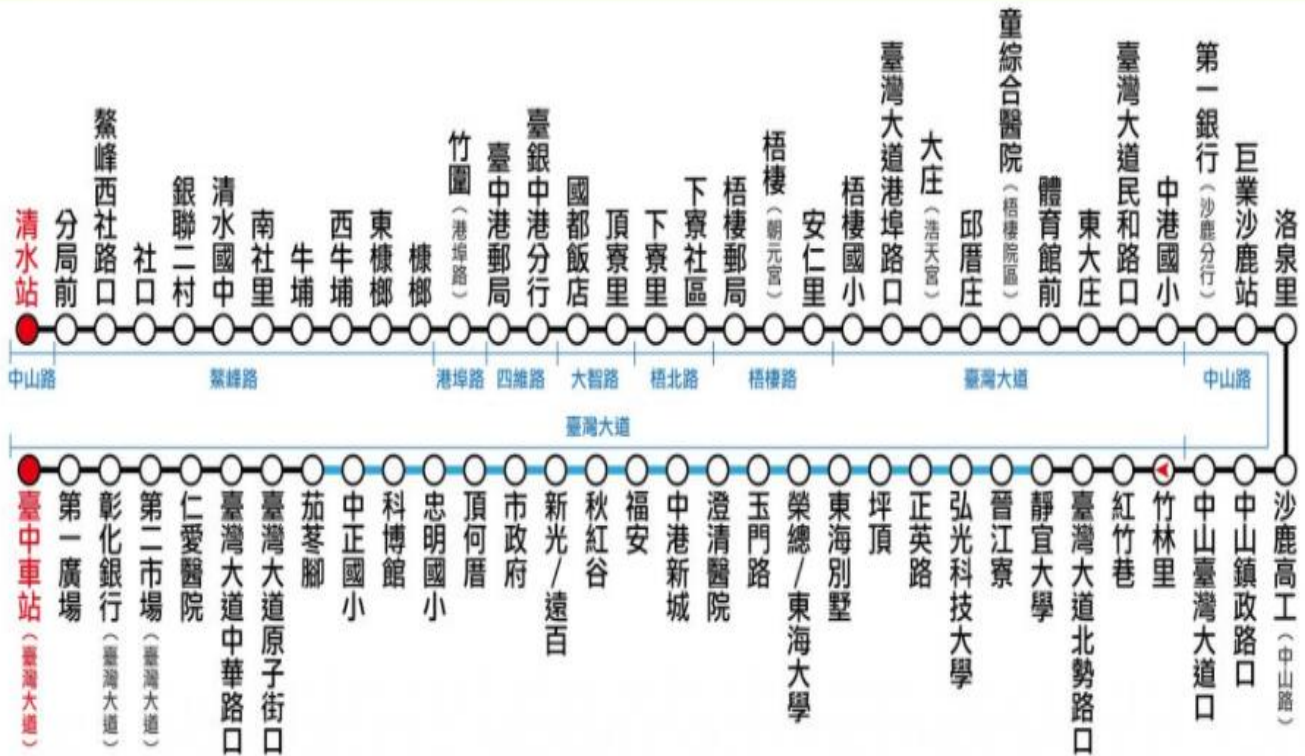 清水站
分局前
鰲峰西社路口
社口
銀聯二村
清水國中
南社里
牛埔
西牛埔
東槺榔
槺榔
竹圍（港埠路）
臺中港郵局
臺銀中港分行
國都飯店
頂寮里
下寮里
下寮社區
梧棲郵局
梧棲（朝元宮）
安仁里
梧棲國小
臺灣大道港埠路口
大庄（浩天宮）
邱厝庄
童綜合醫院（梧棲院區）
體育館前
東大庄
臺灣大道民和路口
中港國小
第一銀行（沙鹿分行）
巨業沙鹿站
洛泉里
中山路
鰲峰路
港埠路
四維路
大智路
梧北路
梧棲路
臺灣大道
中山路
臺灣大道
臺中車站（臺灣大道）
第一廣場
彰化銀行（臺灣大道）
第二市場（臺灣大道）
仁愛醫院
臺灣大道中華路口
臺灣大道原子街口
茄苳腳
中正國小
科博館
忠明國小
頂何厝
市政府
新光/遠百
秋紅谷
福安
中港新城
澄清醫院
玉門路
榮總/東海大學
東海別墅
坪頂
正英路
弘光科技大學
晉江寮
靜宜大學
臺灣大道北勢路口
紅竹巷
竹林里
中山臺灣大道口
中山鎮政路口
沙鹿高工（中山路）